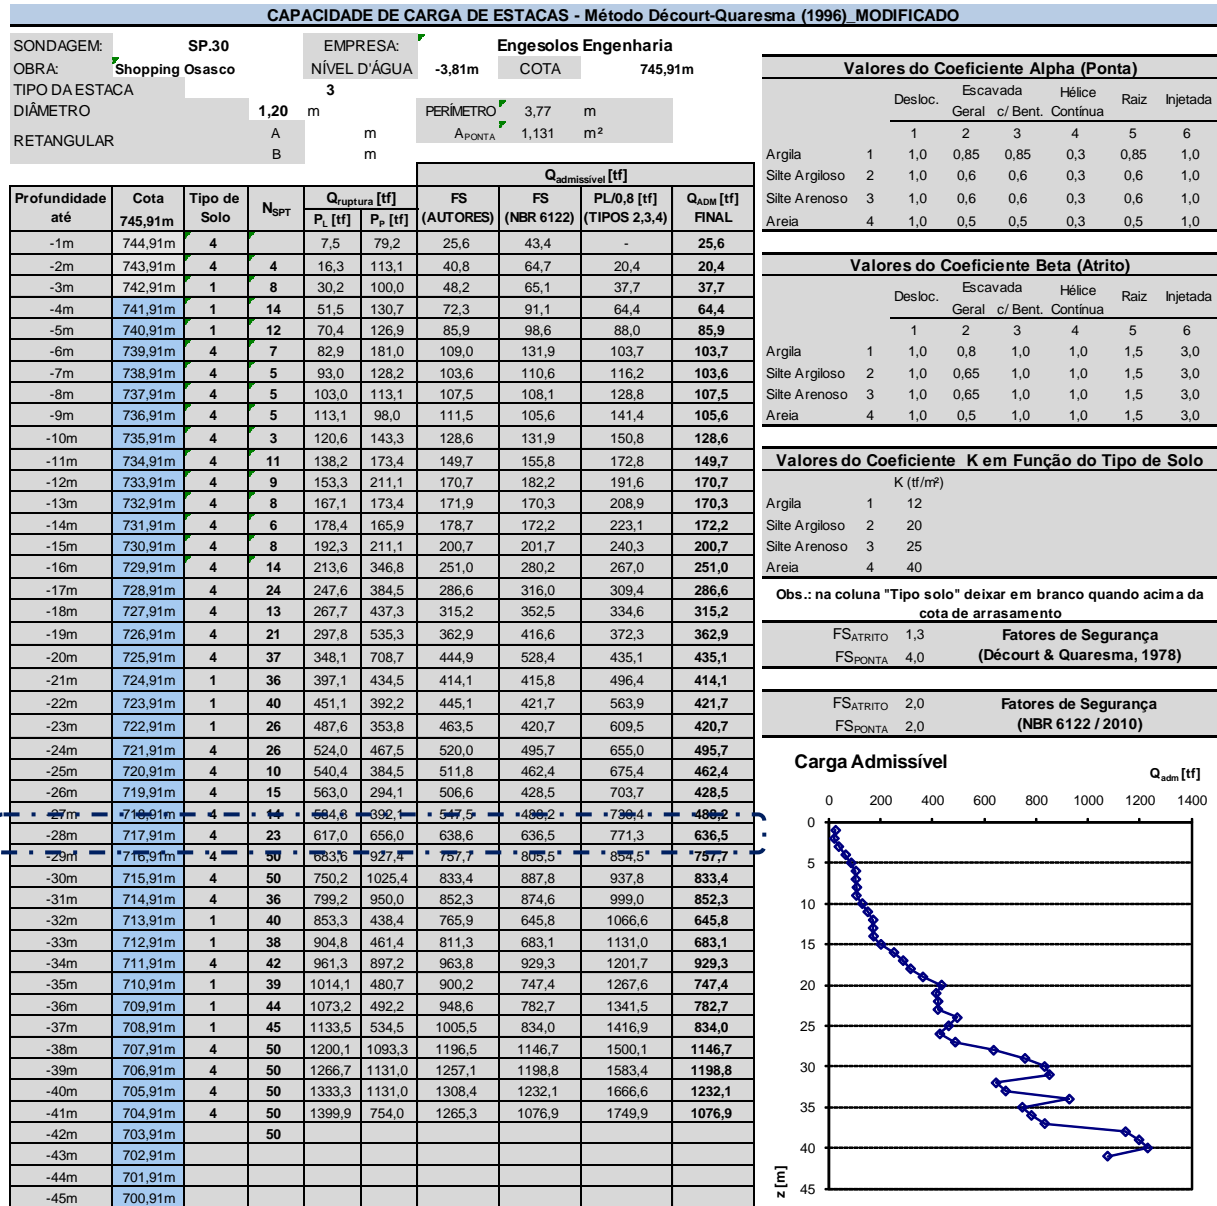 CAPACIDADE DE CARGA DE ESTACAS - Método Décourt-Quaresma (1996)_MODIFICADO
SONDAGEM: SP.30 EMPRESA: Engesolos Engenharia
OBRA: Shopping Osasco NÍVEL D'ÁGUA -3,81m COTA 745,91m
TIPO DA ESTACA 3
DIÂMETRO 1,20 m PERÍMETRO 3,77 m
RETANGULAR A m APONTA 1,131 m²
B m
Qadmissível [tf]
Profundidade até Cota 745,91m Tipo de Solo NSPT Qruptura [tf] PL [tf] PP [tf] FS (AUTORES) FS (NBR 6122) PL/0,8 [tf] (TIPOS 2,3,4) QADM [tf] FINAL
-1m 744,91m 4 7,5 79,2 25,6 43,4 - 25,6
-2m 743,91m 4 4 16,3 113,1 40,8 64,7 20,4 20,4
-3m 742,91m 1 8 30,2 100,0 48,2 65,1 37,7 37,7
-4m 741,91m 1 14 51,5 130,7 72,3 91,1 64,4 64,4
-5m 740,91m 1 12 70,4 126,9 85,9 98,6 88,0 85,9
-6m 739,91m 4 7 82,9 181,0 109,0 131,9 103,7 103,7
-7m 738,91m 4 5 93,0 128,2 103,6 110,6 116,2 103,6
-8m 737,91m 4 5 103,0 113,1 107,5 108,1 128,8 107,5
-9m 736,91m 4 5 113,1 98,0 111,5 105,6 141,4 105,6
-10m 735,91m 4 3 120,6 143,3 128,6 131,9 150,8 128,6
-11m 734,91m 4 11 138,2 173,4 149,7 155,8 172,8 149,7
-12m 733,91m 4 9 153,3 211,1 170,7 182,2 191,6 170,7
-13m 732,91m 4 8 167,1 173,4 171,9 170,3 208,9 170,3
-14m 731,91m 4 6 178,4 165,9 178,7 172,2 223,1 172,2
-15m 730,91m 4 8 192,3 211,1 200,7 201,7 240,3 200,7
-16m 729,91m 4 14 213,6 346,8 251,0 280,2 267,0 251,0
-17m 728,91m 4 24 247,6 384,5 286,6 316,0 309,4 286,6
-18m 727,91m 4 13 267,7 437,3 315,2 352,5 334,6 315,2
-19m 726,91m 4 21 297,8 535,3 362,9 416,6 372,3 362,9
-20m 725,91m 4 37 348,1 708,7 444,9 528,4 435,1 435,1
-21m 724,91m 1 36 397,1 434,5 414,1 415,8 496,4 414,1
-22m 723,91m 1 40 451,1 392,2 445,1 421,7 563,9 421,7
-23m 722,91m 1 26 487,6 353,8 463,5 420,7 609,5 420,7
-24m 721,91m 4 26 524,0 467,5 520,0 495,7 655,0 495,7
-25m 720,91m 4 10 540,4 384,5 511,8 462,4 675,4 462,4
-26m 719,91m 4 15 563,0 294,1 506,6 428,5 703,7 428,5
-27m 718,91m 4 14 392,1 547,5 488,2 488,2
-28m 717,91m 4 23 617,0 656,0 638,6 636,5 771,3 636,5
-29m 716,91m 4 50 683,6 927,4 757,7 805,5 854,5 757,7
-30m 715,91m 4 50 750,2 1025,4 833,4 887,8 937,8 833,4
-31m 714,91m 4 36 799,2 950,0 852,3 874,6 999,0 852,3
-32m 713,91m 1 40 853,3 438,4 765,9 645,8 1066,6 645,8
-33m 712,91m 1 38 904,8 461,4 811,3 683,1 1131,0 683,1
-34m 711,91m 4 42 961,3 897,2 963,8 929,3 1201,7 929,3
-35m 710,91m 1 39 1014,1 480,7 900,2 747,4 1267,6 747,4
-36m 709,91m 1 44 1073,2 492,2 948,6 782,7 1341,5 782,7
-37m 708,91m 1 45 1133,5 534,5 1005,5 834,0 1416,9 834,0
-38m 707,91m 4 50 1200,1 1093,3 1196,5 1146,7 1500,1 1146,7
-39m 706,91m 4 50 1266,7 1131,0 1257,1 1198,8 1583,4 1198,8
-40m 705,91m 4 50 1333,3 1131,0 1308,4 1232,1 1666,6 1232,1
-41m 704,91m 4 50 1399,9 754,0 1265,3 1076,9 1749,9 1076,9
-42m 703,91m 50
-43m 702,91m
-44m 701,91m
-45m 700,91m
Valores do Coeficiente Alpha (Ponta)
Desloc. Escavada Hélice Contínua Raiz Injetada
Geral c/ Bent.
1 2 3 4 5 6
Argila 1 1,0 0,85 0,85 0,3 0,85 1,0
Silte Argiloso 2 1,0 0,6 0,6 0,3 0,6 1,0
Silte Arenoso 3 1,0 0,6 0,6 0,3 0,6 1,0
Areia 4 1,0 0,5 0,5 0,3 0,5 1,0
Valores do Coeficiente Beta (Atrito)
Desloc. Escavada Hélice Contínua Raiz Injetada
Geral c/ Bent.
1 2 3 4 5 6
Argila 1 1,0 0,8 1,0 1,0 1,5 3,0
Silte Argiloso 2 1,0 0,65 1,0 1,0 1,5 3,0
Silte Arenoso 3 1,0 0,65 1,0 1,0 1,5 3,0
Areia 4 1,0 0,5 1,0 1,0 1,5 3,0
Valores do Coeficiente K em Função do Tipo de Solo
K (tf/m²)
Argila 1 12
Silte Argiloso 2 20
Silte Arenoso 3 25
Areia 4 40
Obs.: na coluna "Tipo solo" deixar em branco quando acima da
cota de arrasamento
FSATRITO 1,3 Fatores de Segurança
FSPONTA 4,0 (Décourt & Quaresma, 1978)
FSATRITO 2,0 Fatores de Segurança
FSPONTA 2,0 (NBR 6122 / 2010)
Carga Admissível
Qadm [tf]
0 200 400 600 800 1000 1200 1400
0
5
10
15
20
25
30
35
40
45
z [m]